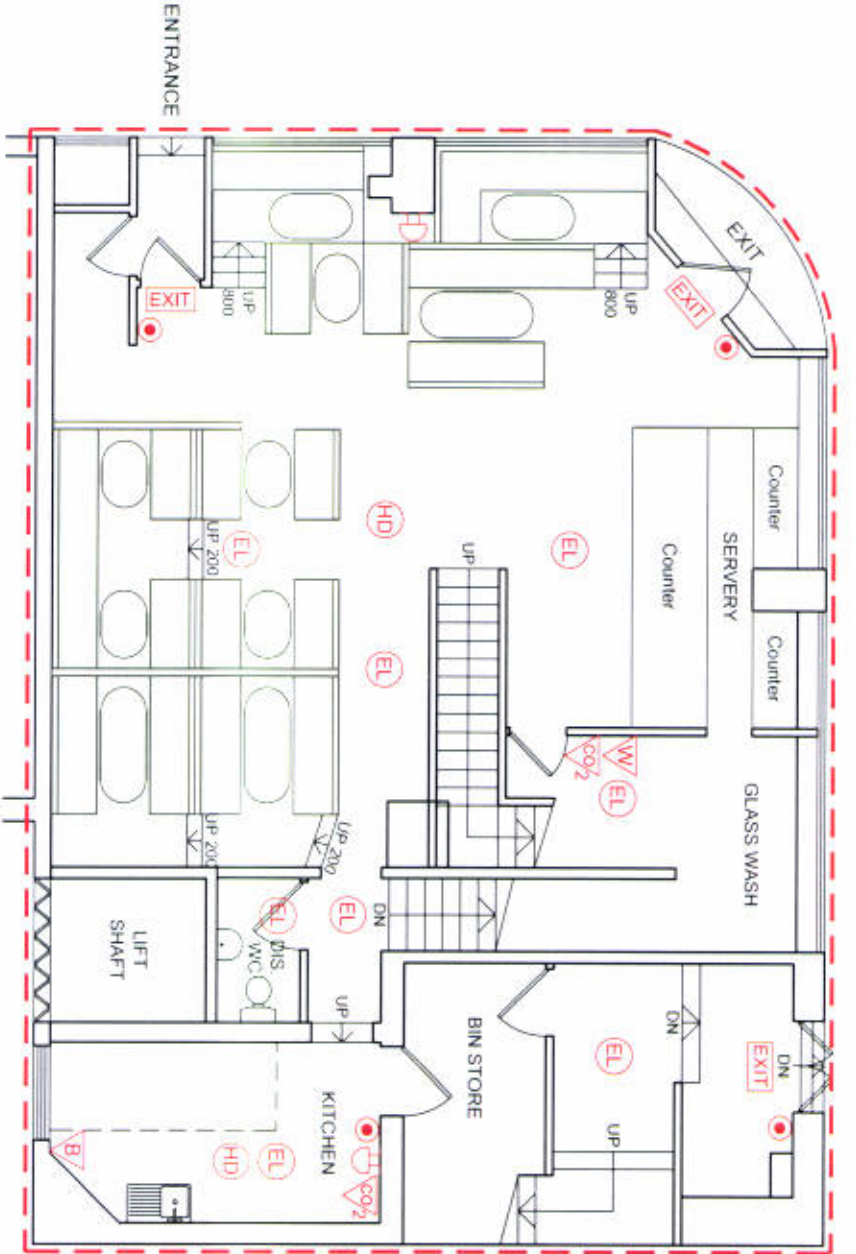 ENTRANCE
EXIT
EXIT
EXIT
UP
800
UP
800
Counter
SERVERY
Counter
Counter
HD
EL
UP 200
EL
UP
EL
CO2
W
EL
GLASS WASH
UP 200
UP 200
LIFT
SHAFT
EL
DIS
WC
EL
DN
UP
BIN STORE
DN
EL
DN
EXIT
KITCHEN
UP
B
HD
EL
CO2